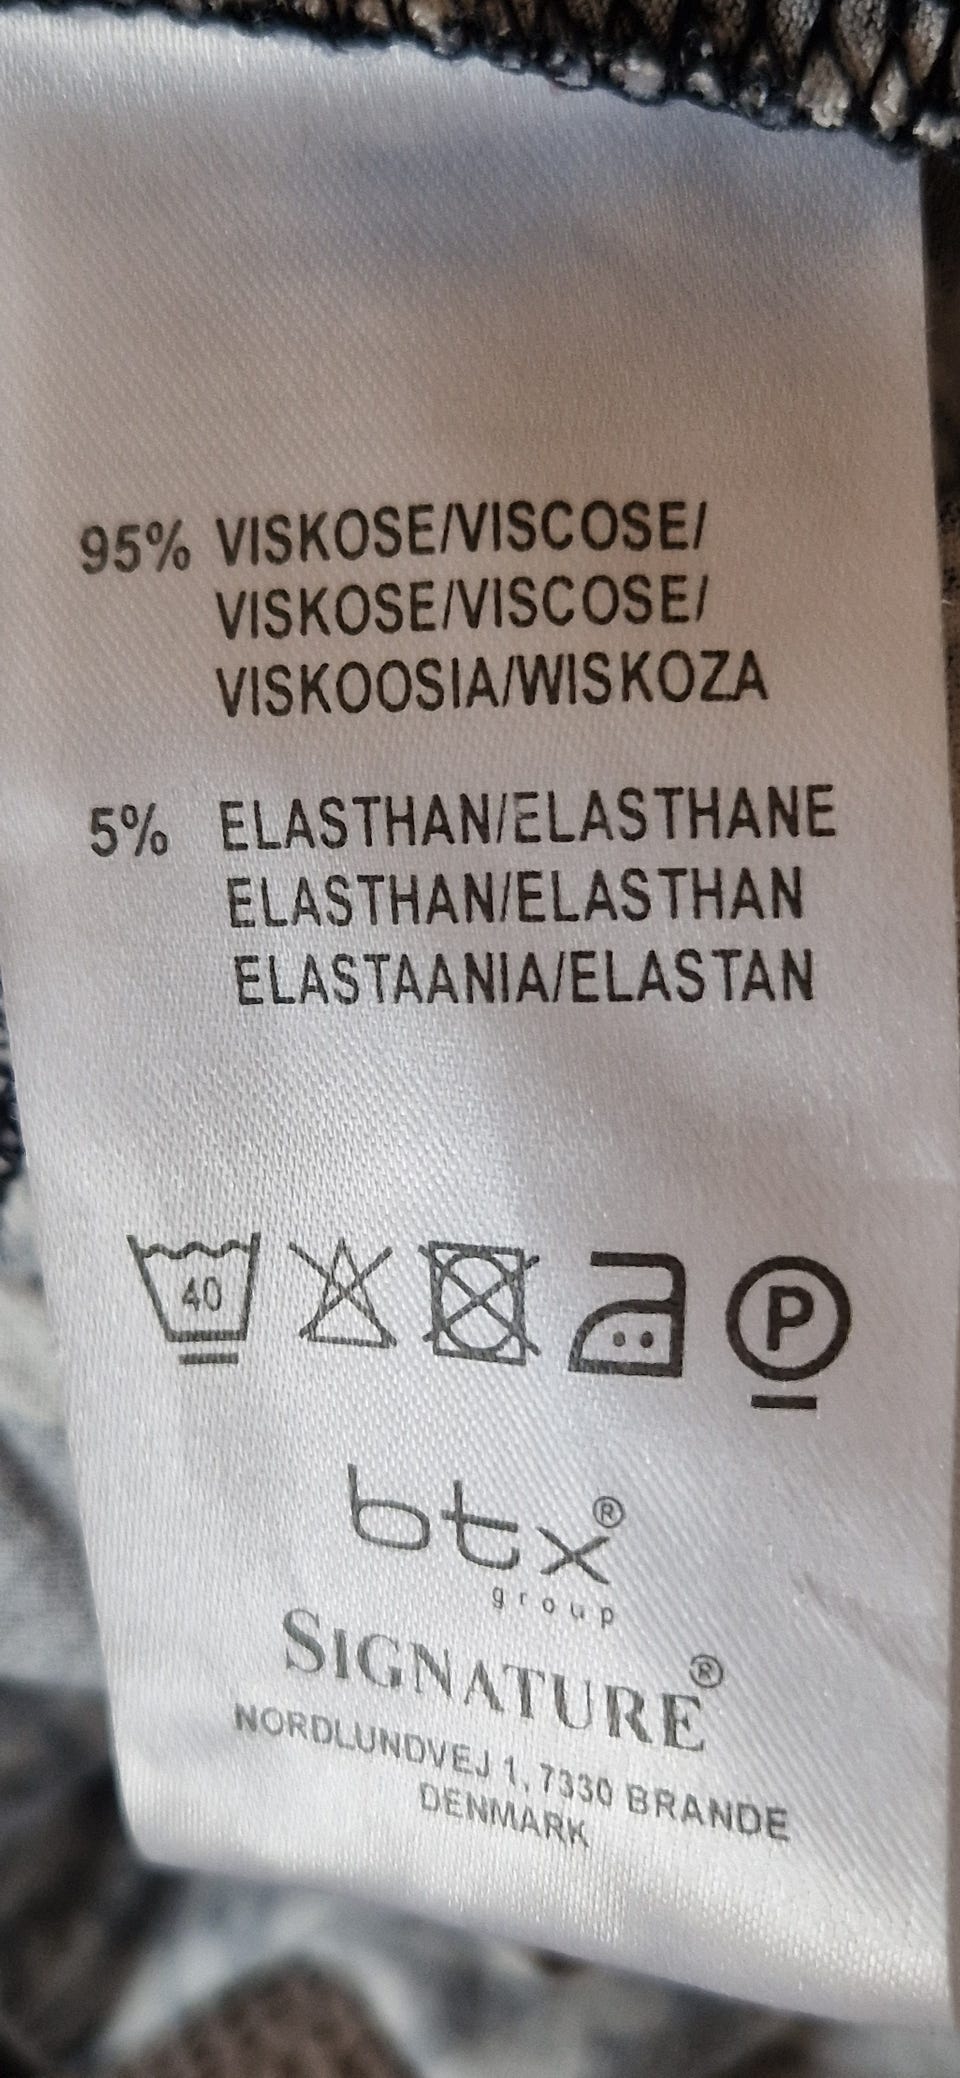 95% VISKOSE/VISCOSE/
VISKOSE/VISCOSE/
VISKOOSIA/WISKOZA
5% ELASTHAN/ELASTHANE
ELASTHAN/ELASTHAN
ELASTAANIA/ELASTAN
40
P
btx®
group
SIGNATURE®
NORDLUNDVEJ 1, 7330 BRANDE
DENMARK